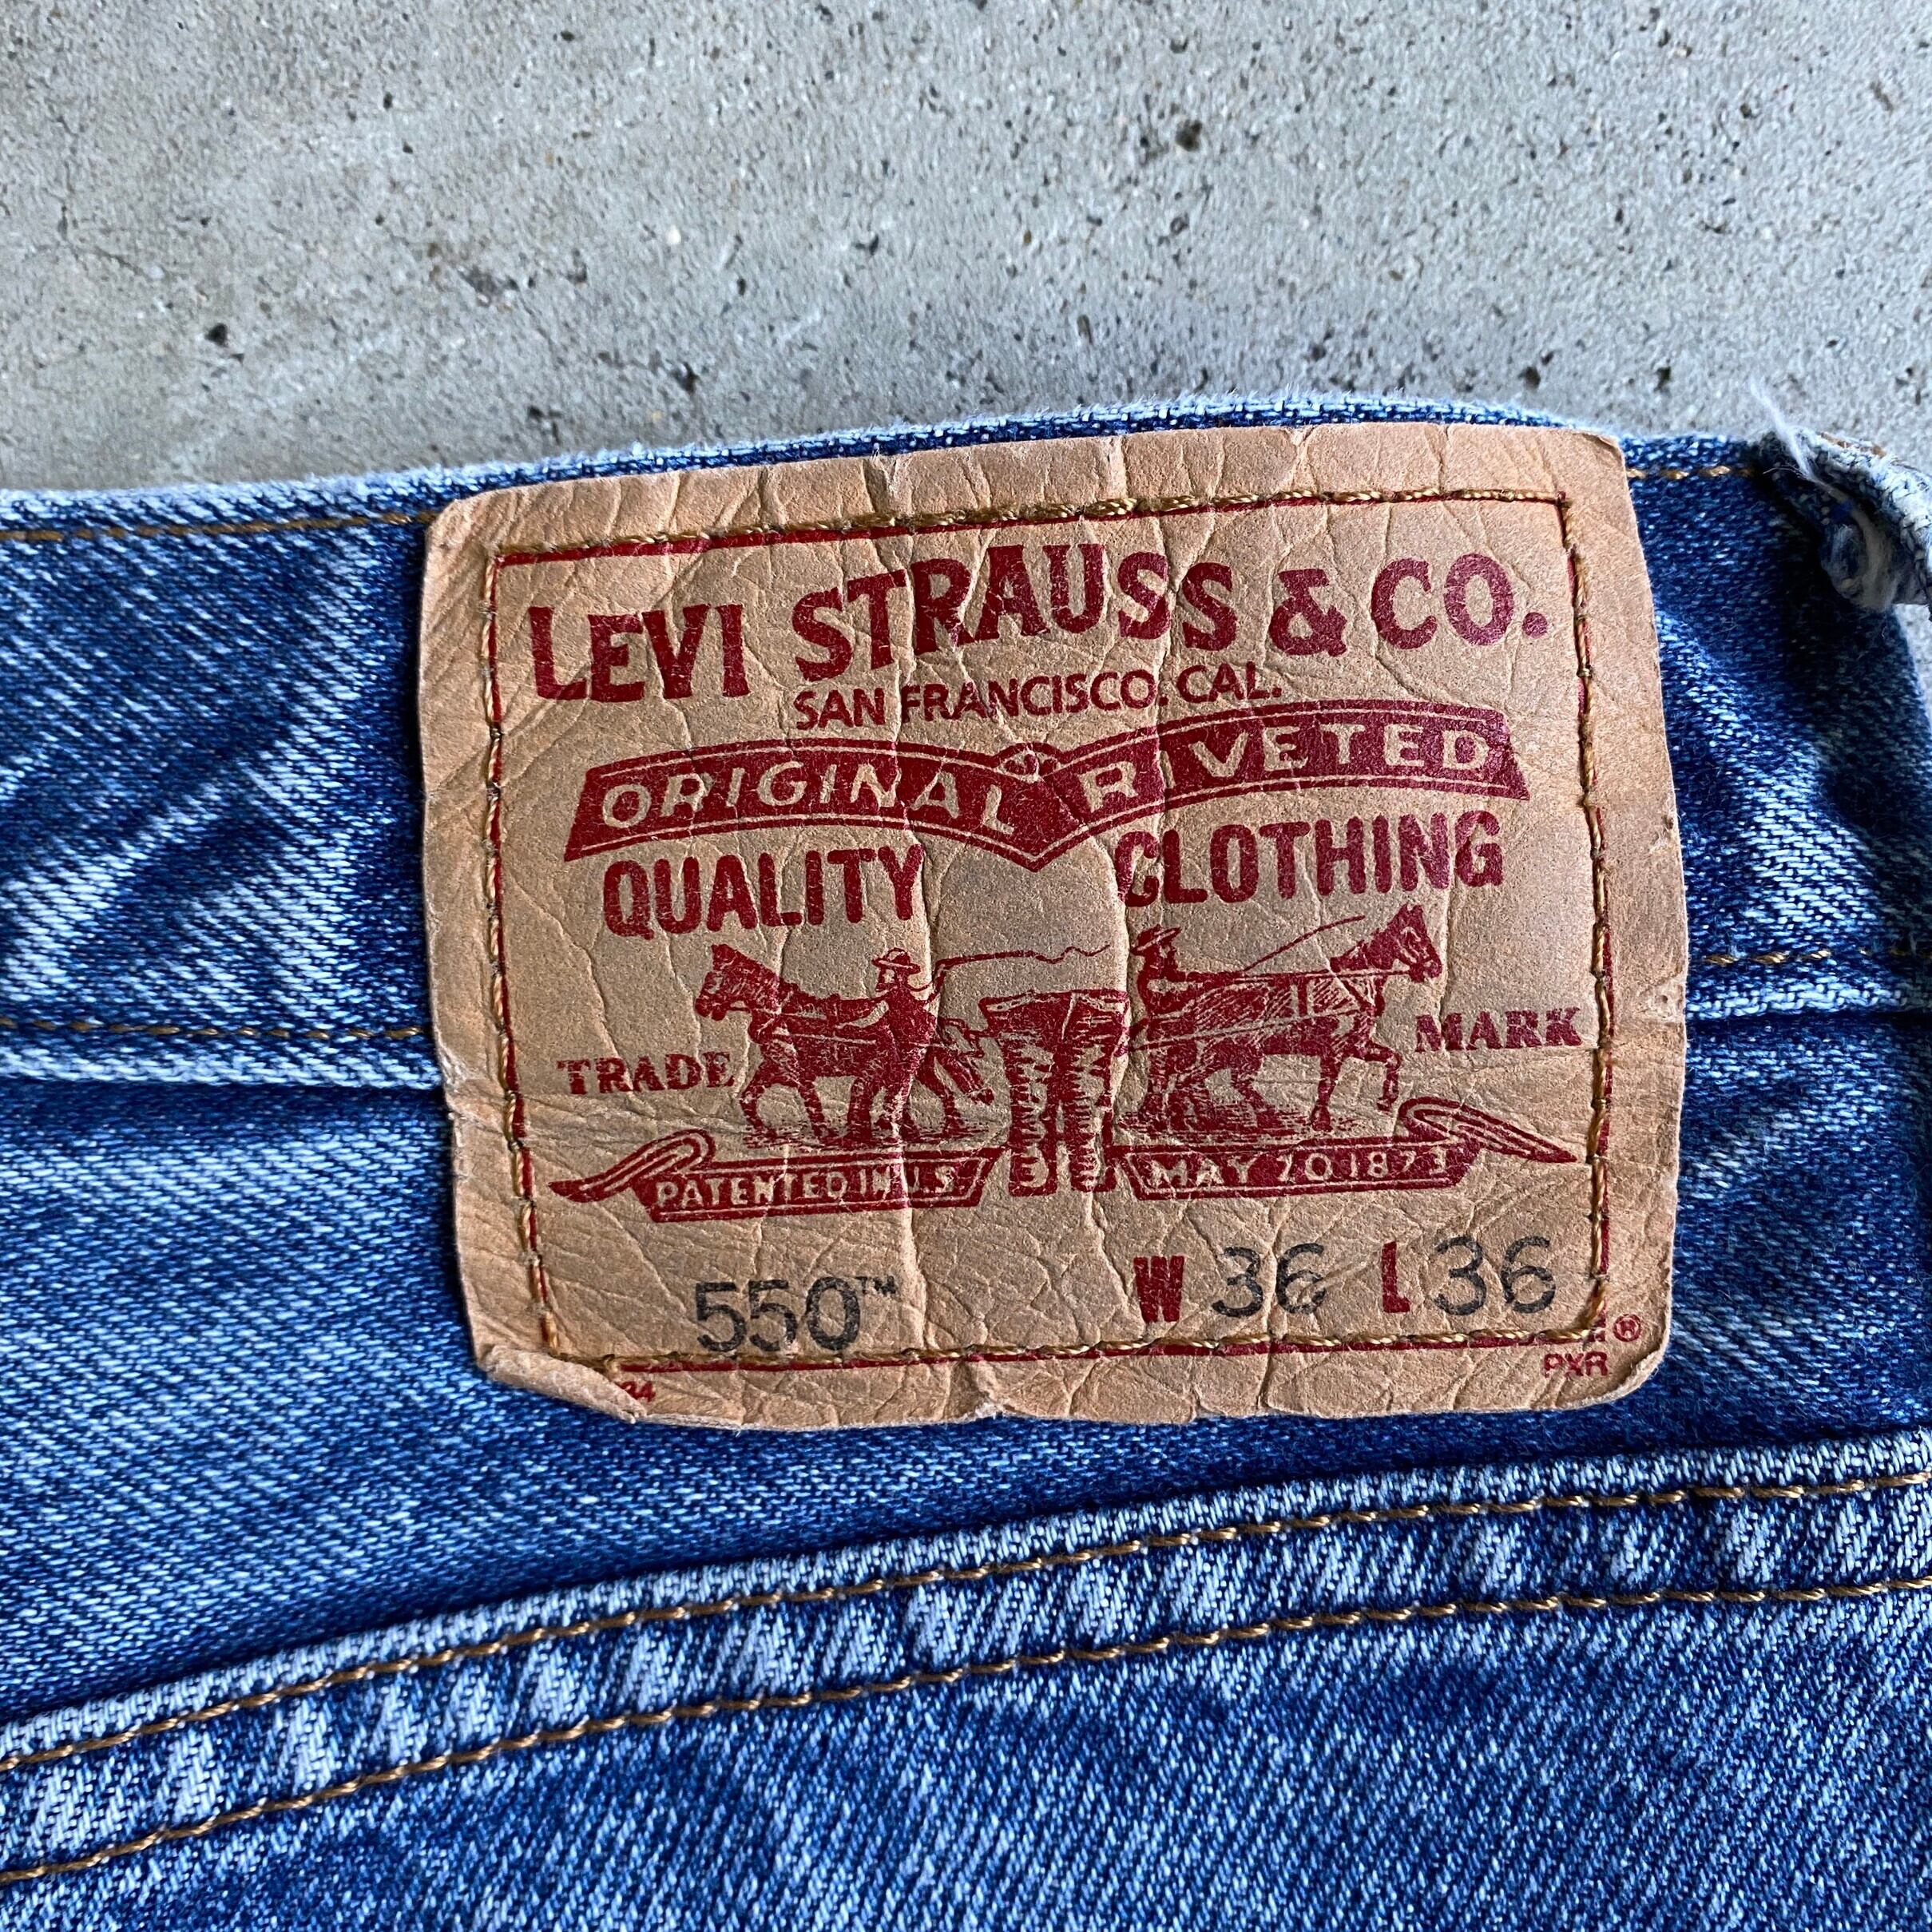 LEVI STRAUSS & CO.
SAN FRANCISCO. CAL.
ORIGINAL RIVETED
QUALITY CLOTHING
TRADE MARK
PATENTED IN U.S. MAY 20 1873
550™ W 36 L 36
®
PXR